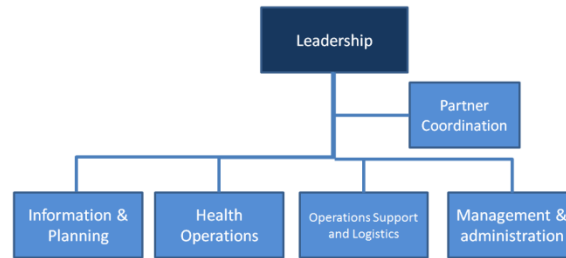 Leadership
Partner
Coordination
Information &
Planning
Health
Operations
Operations Support
and Logistics
Management &
administration